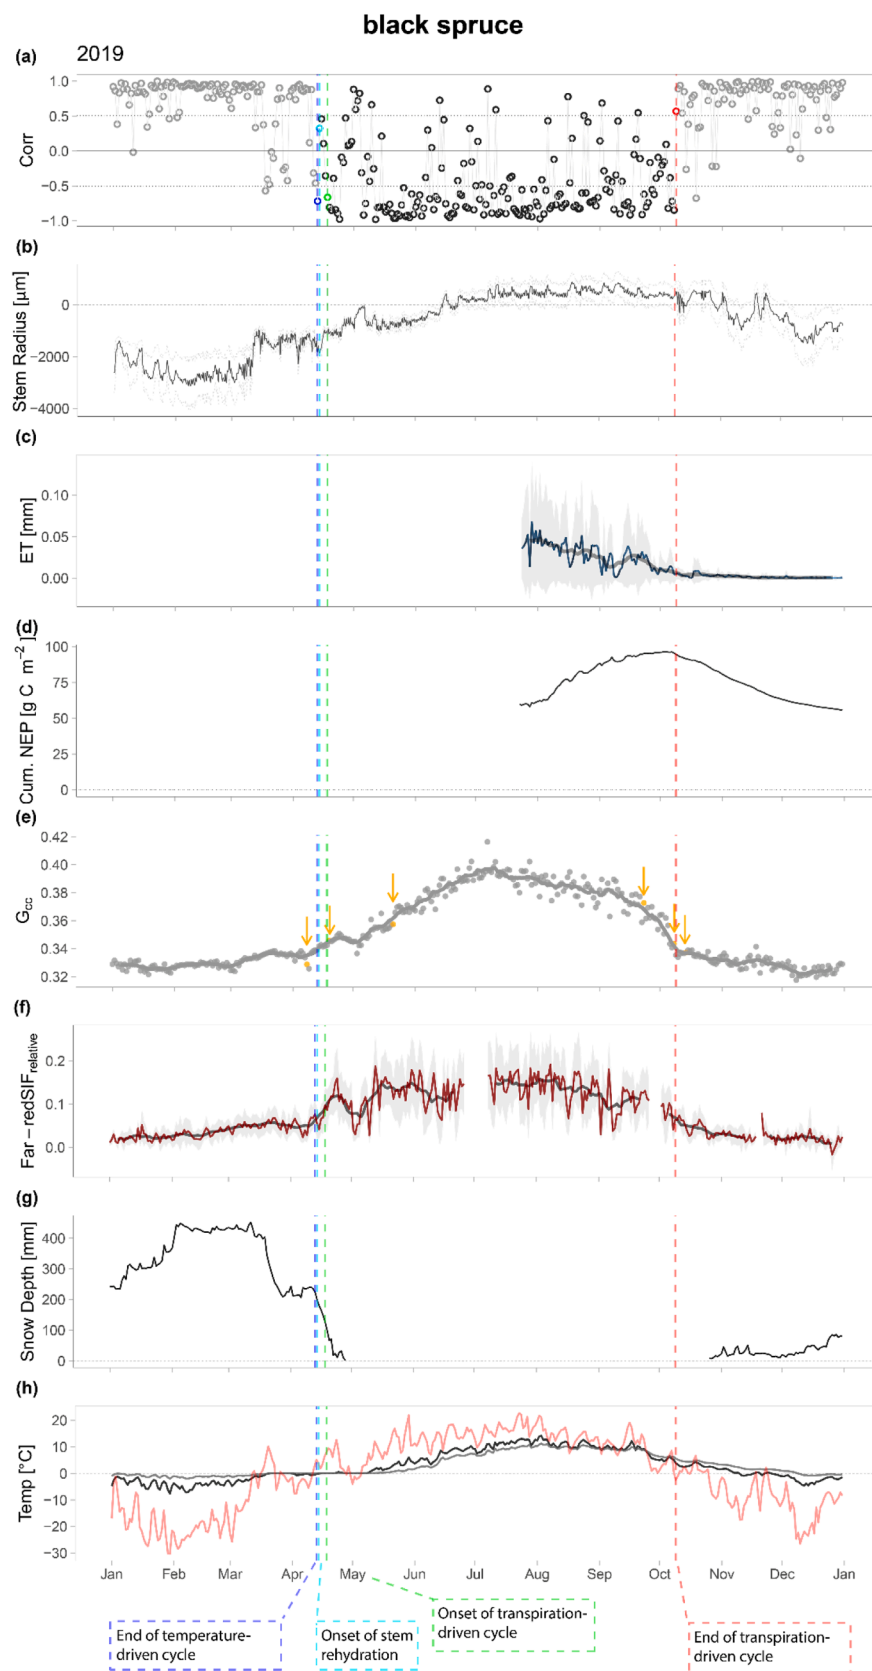 black spruce
(a)
2019
1.0
0.5
0.0
−0.5
−1.0
Corr
(b)
0
−2000
−4000
Stem Radius [µm]
(c)
0.10
0.05
0.00
ET [mm]
(d)
100
75
50
25
0
Cum. NEP [g C m−2 ]
(e)
0.42
0.40
0.38
0.36
0.34
0.32
Gcc
(f)
0.2
0.1
0.0
Far−redSIFrelative
(g)
400
300
200
100
0
Snow Depth [mm]
(h)
20
10
0
−10
−20
−30
Temp [°C]
Jan Feb Mar Apr May Jun Jul Aug Sep Oct Nov Dec Jan
End of temperature-
driven cycle
Onset of stem
rehydration
Onset of transpiration-
driven cycle
End of transpiration-
driven cycle